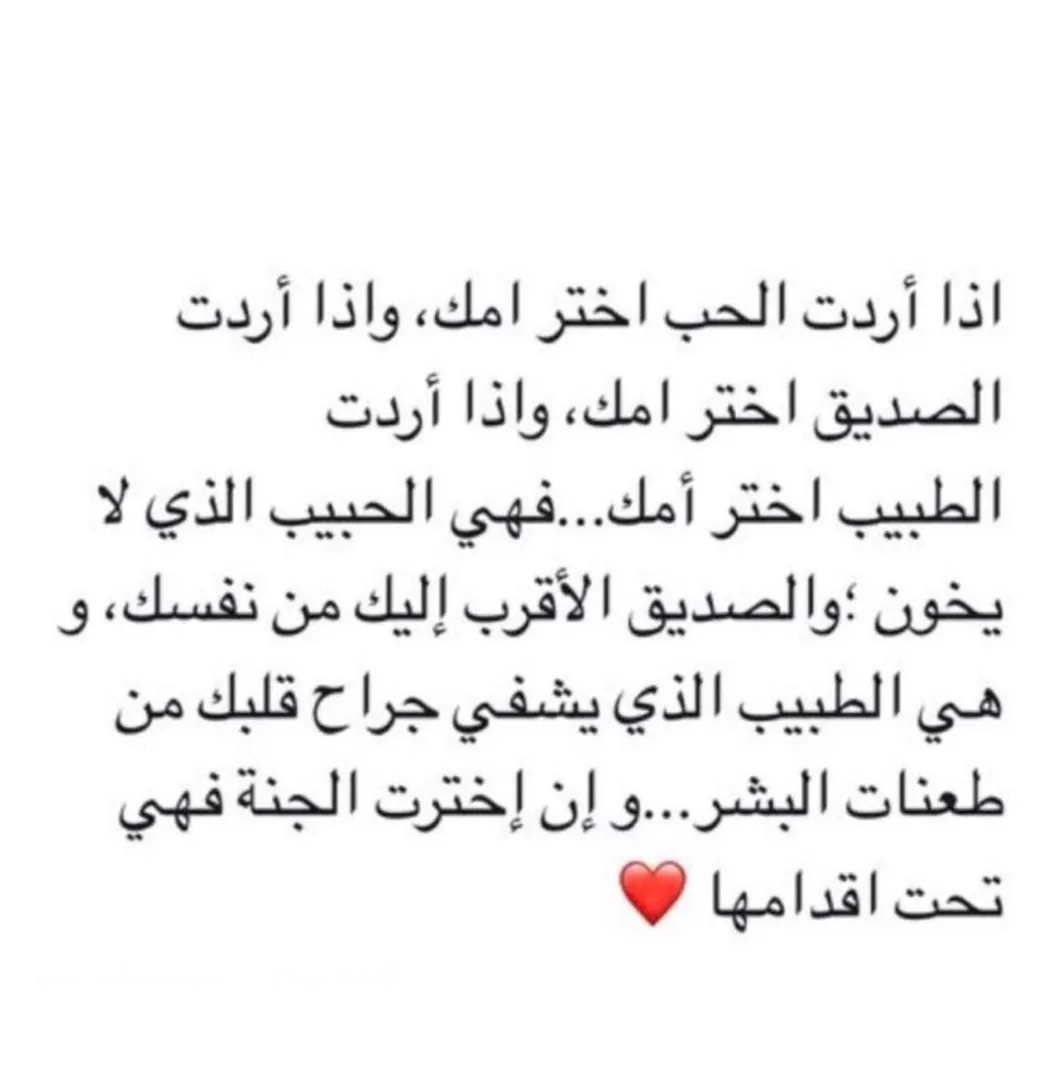 اذا أردت الحب اختر امك، واذا أردت
الصديق اختر امك، واذا أردت
الطبيب اختر أمك...فهي الحبيب الذي لا
يخون ؛والصديق الأقرب إليك من نفسك، و
هي الطبيب الذي يشفي جراح قلبك من
طعنات البشر...و إن إخترت الجنة فهي
تحت اقدامها ❤️